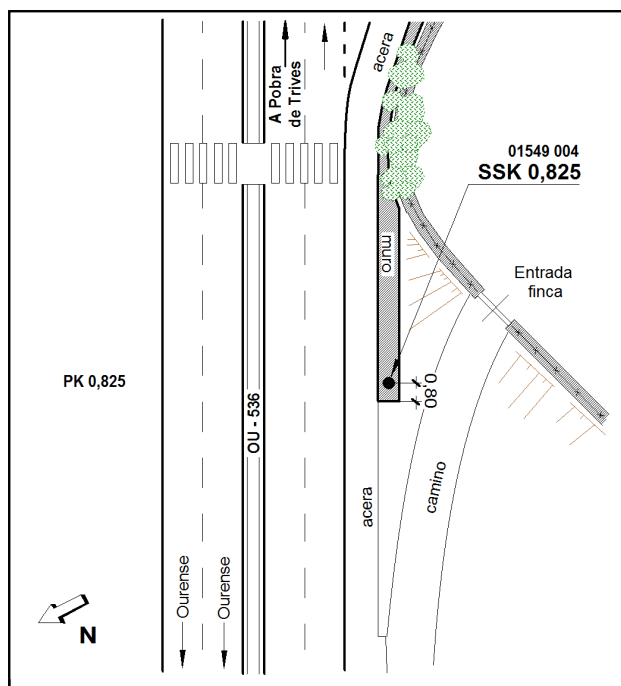 acera
A Pobra
de Trives
01549 004
SSK 0,825
muro
Entrada
finca
PK 0,825
0,80
OU - 536
acera
camino
Ourense
Ourense
N